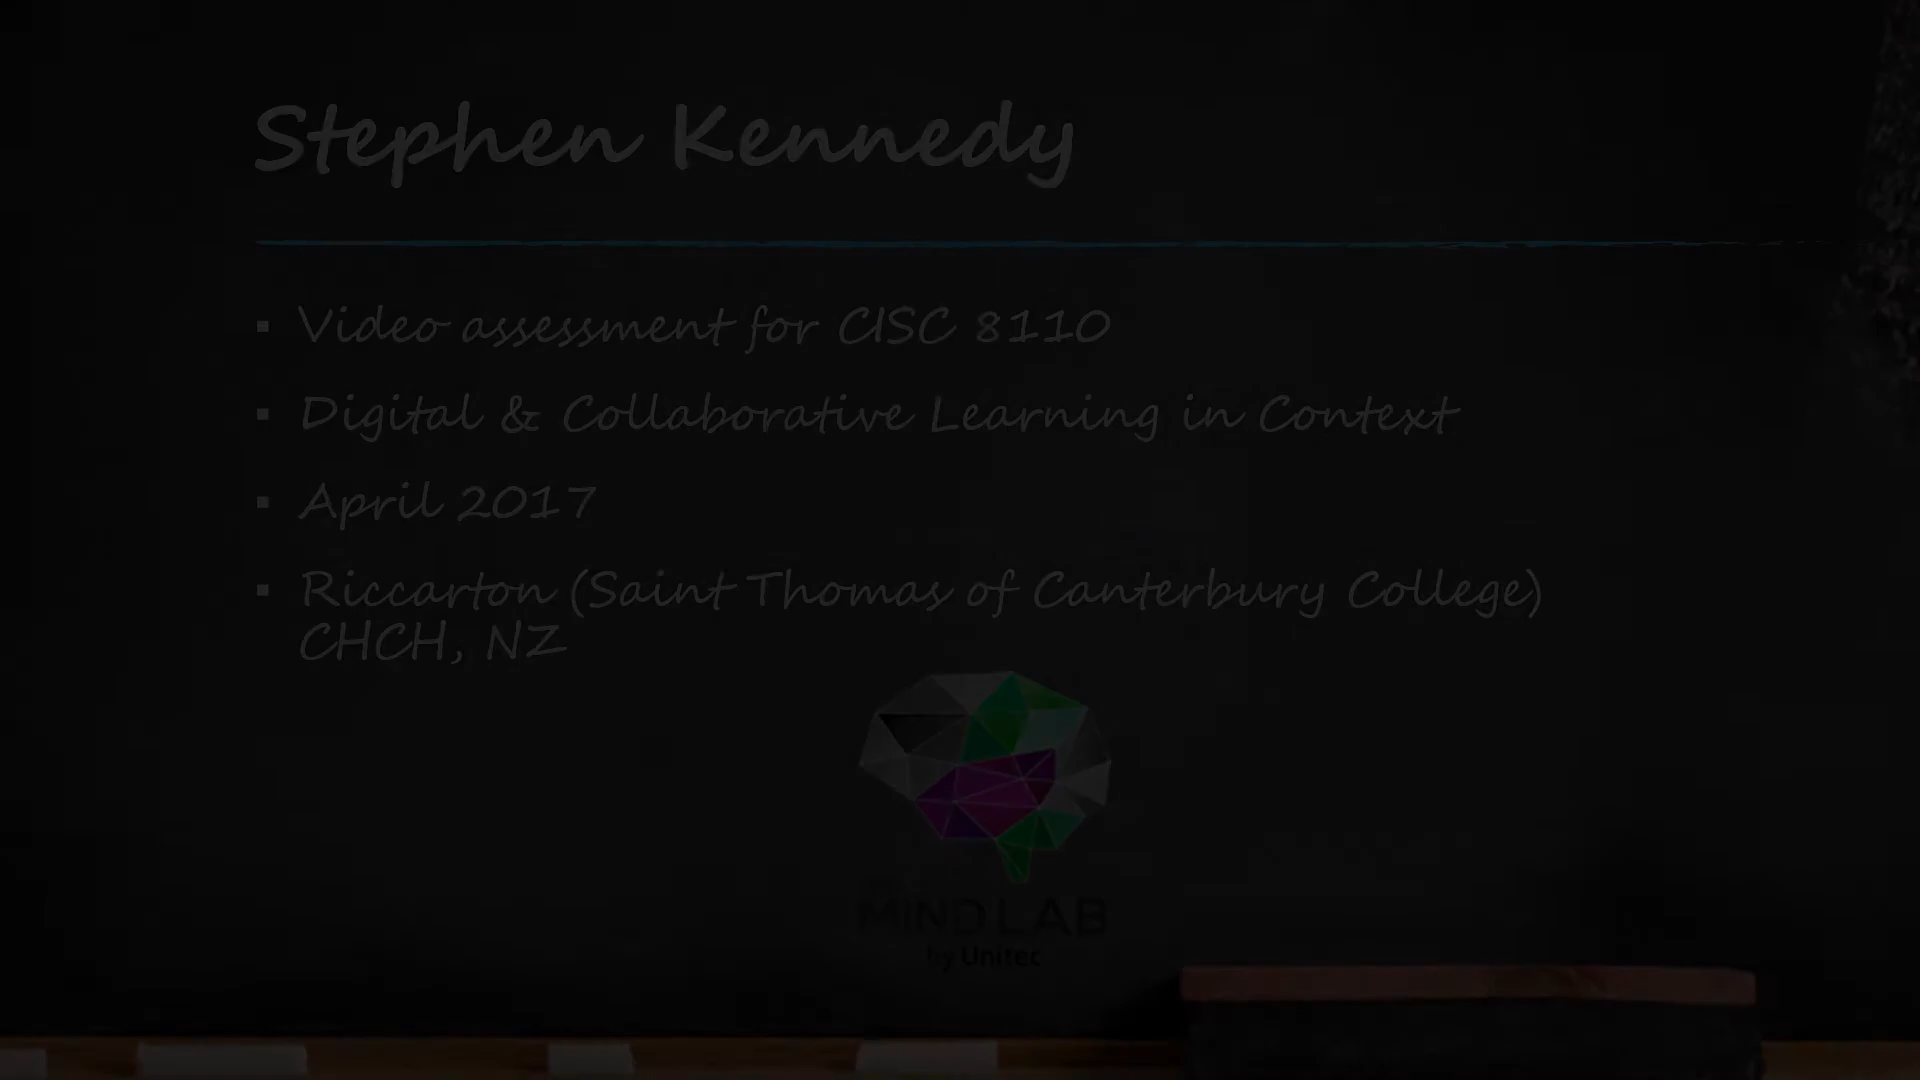 Stephen Kennedy
Video assessment for CISC 8110
Digital & Collaborative Learning in Context
April 2017
Riccarton (Saint Thomas of Canterbury College)
CHCH, NZ
MIND LAB
by Unitec